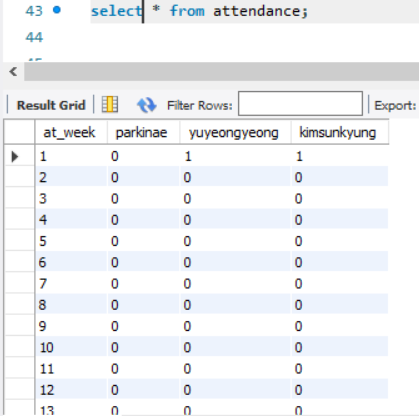 43 select * from attendance;
44
Result Grid Filter Rows: Export:
at_week parkinae yuyeongyeong kimsunkyung
1 0 1 1
2 0 0 0
3 0 0 0
4 0 0 0
5 0 0 0
6 0 0 0
7 0 0 0
8 0 0 0
9 0 0 0
10 0 0 0
11 0 0 0
12 0 0 0
13 0 0 0